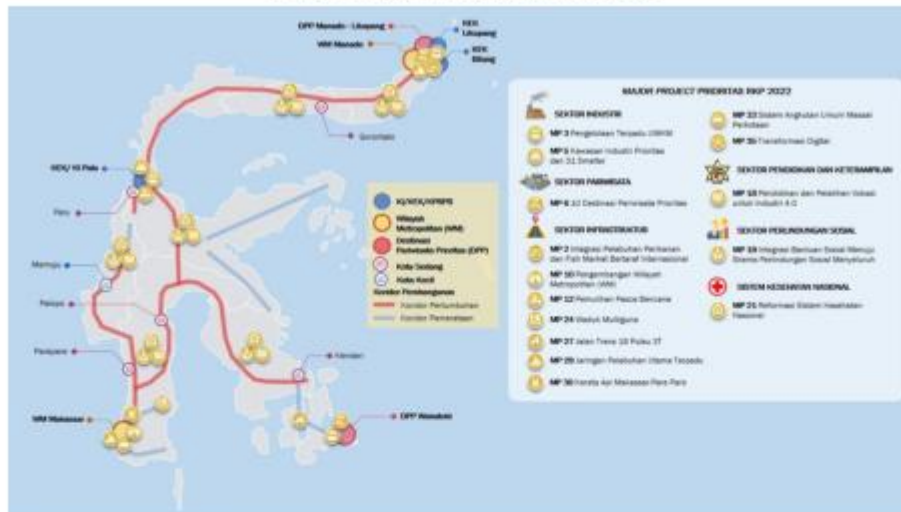 DPP Manado - Likupang
KEK
Likupang
WM Manado
KEK
Bitung
Gorontalo
KEK/ KI Palu
Palu
Mamuju
Palopo
Parepare
WM Makassar
Kendari
DPP Wakatobi
KI/KEK/KPBPB
Wilayah
Metropolitan (WM)
Destinasi
Pariwisata Prioritas (DPP)
Kota Sedang
Kota Kecil
Koridor Pembangunan
Koridor Pertumbuhan
Koridor Pemerataan
MAJOR PROJECT PRIORITAS RKP 2022
SEKTOR INDUSTRI
MP 3 Pengelolaan Terpadu UMKM
MP 5 Kawasan Industri Prioritas
dan 31 Smelter
SEKTOR PARIWISATA
MP 6 10 Destinasi Pariwisata Prioritas
SEKTOR INFRASTRUKTUR
MP 2 Integrasi Pelabuhan Perikanan
dan Fish Market Bertaraf Internasional
MP 10 Pengembangan Wilayah
Metropolitan (WM)
MP 12 Pemulihan Pasca Bencana
MP 24 Waduk Multiguna
MP 27 Jalan Trans 18 Pulau 3T
MP 29 Jaringan Pelabuhan Utama Terpadu
MP 30 Kereta Api Makassar-Pare Pare
MP 33 Sistem Angkutan Umum Massal
Perkotaan
MP 35 Transformasi Digital
SEKTOR PENDIDIKAN DAN KETERAMPILAN
MP 18 Pendidikan dan Pelatihan Vokasi
untuk Industri 4.0
SEKTOR PERLINDUNGAN SOSIAL
MP 19 Integrasi Bantuan Sosial Menuju
Skema Perlindungan Sosial Menyeluruh
SISTEM KESEHATAN NASIONAL
MP 21 Reformasi Sistem Kesehatan
Nasional